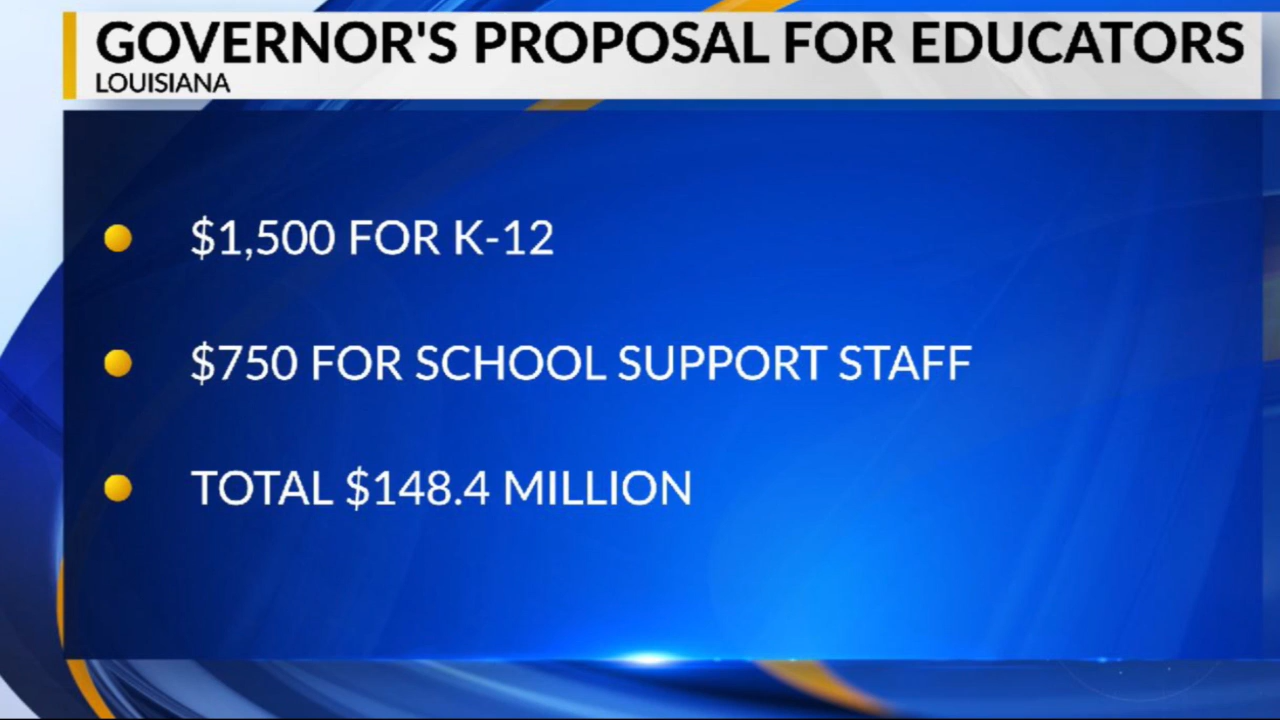 GOVERNOR'S PROPOSAL FOR EDUCATORS
LOUISIANA
$1,500 FOR K-12
$750 FOR SCHOOL SUPPORT STAFF
TOTAL $148.4 MILLION